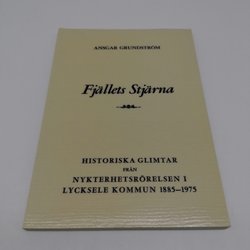 ANSGAR GRUNDSTRÖM
Fjällets Stjärna
HISTORISKA GLIMTAR
FRÅN
NYKTERHETSRÖRELSEN I
LYCKSELE KOMMUN 1885–1975